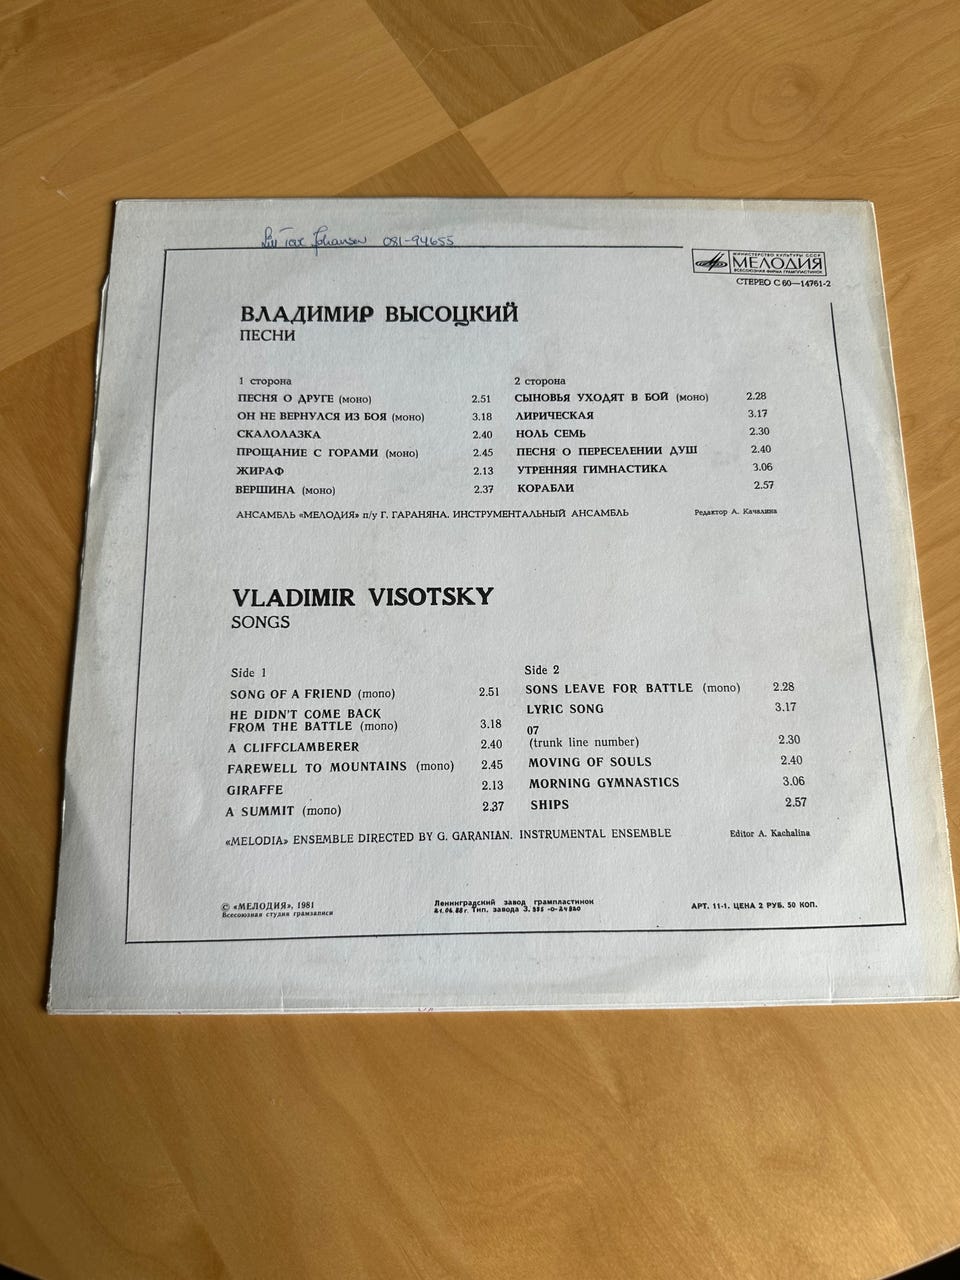 Johansen 081-94655
МИНИСТЕРСТВО КУЛЬТУРЫ СССР
МЕЛОДИЯ
ВСЕСОЮЗНАЯ ФИРМА ГРАМПЛАСТИНОК
СТЕРЕО С 60—14761-2
ВЛАДИМИР ВЫСОЦКИЙ
ПЕСНИ
1 сторона
ПЕСНЯ О ДРУГЕ (моно) 2.51
ОН НЕ ВЕРНУЛСЯ ИЗ БОЯ (моно) 3.18
СКАЛОЛАЗКА 2.40
ПРОЩАНИЕ С ГОРАМИ (моно) 2.45
ЖИРАФ 2.13
ВЕРШИНА (моно) 2.37
2 сторона
СЫНОВЬЯ УХОДЯТ В БОЙ (моно) 2.28
ЛИРИЧЕСКАЯ 3.17
НОЛЬ СЕМЬ 2.30
ПЕСНЯ О ПЕРЕСЕЛЕНИИ ДУШ 2.40
УТРЕННЯЯ ГИМНАСТИКА 3.06
КОРАБЛИ 2.57
АНСАМБЛЬ «МЕЛОДИЯ» п/у Г. ГАРАНЯНА. ИНСТРУМЕНТАЛЬНЫЙ АНСАМБЛЬ
Редактор А. Качалина
VLADIMIR VISOTSKY
SONGS
Side 1
SONG OF A FRIEND (mono) 2.51
HE DIDN'T COME BACK
FROM THE BATTLE (mono) 3.18
A CLIFFCLAMBERER 2.40
FAREWELL TO MOUNTAINS (mono) 2.45
GIRAFFE 2.13
A SUMMIT (mono) 2.37
Side 2
SONS LEAVE FOR BATTLE (mono) 2.28
LYRIC SONG 3.17
07
(trunk line number) 2.30
MOVING OF SOULS 2.40
MORNING GYMNASTICS 3.06
SHIPS 2.57
«MELODIA» ENSEMBLE DIRECTED BY G. GARANIAN. INSTRUMENTAL ENSEMBLE
Editor A. Kachalina
© «МЕЛОДИЯ», 1981
Всесоюзная студия грамзаписи
Ленинградский завод грампластинок
Тип. завода З.
АРТ. 11-1. ЦЕНА 2 РУБ. 50 КОП.